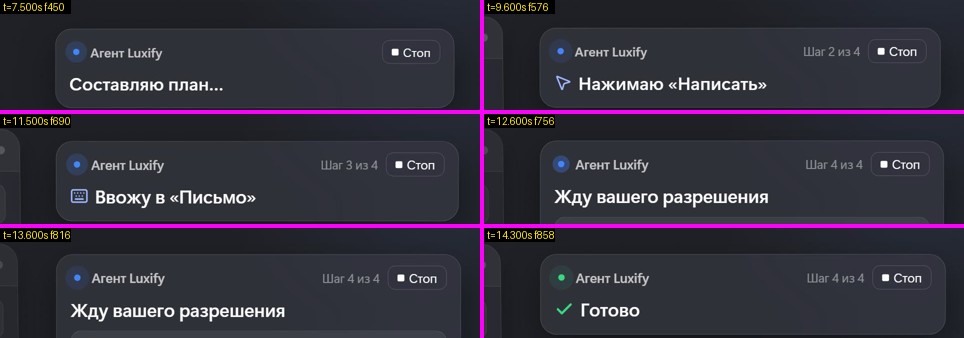 t=7.500s f450
Агент Luxify
Стоп
Составляю план...
t=9.600s f576
Агент Luxify
Шаг 2 из 4
Стоп
Нажимаю «Написать»
t=11.500s f690
Агент Luxify
Шаг 3 из 4
Стоп
Ввожу в «Письмо»
t=12.600s f756
Агент Luxify
Шаг 4 из 4
Стоп
Жду вашего разрешения
t=13.600s f816
Агент Luxify
Шаг 4 из 4
Стоп
Жду вашего разрешения
t=14.300s f858
Агент Luxify
Шаг 4 из 4
Стоп
Готово